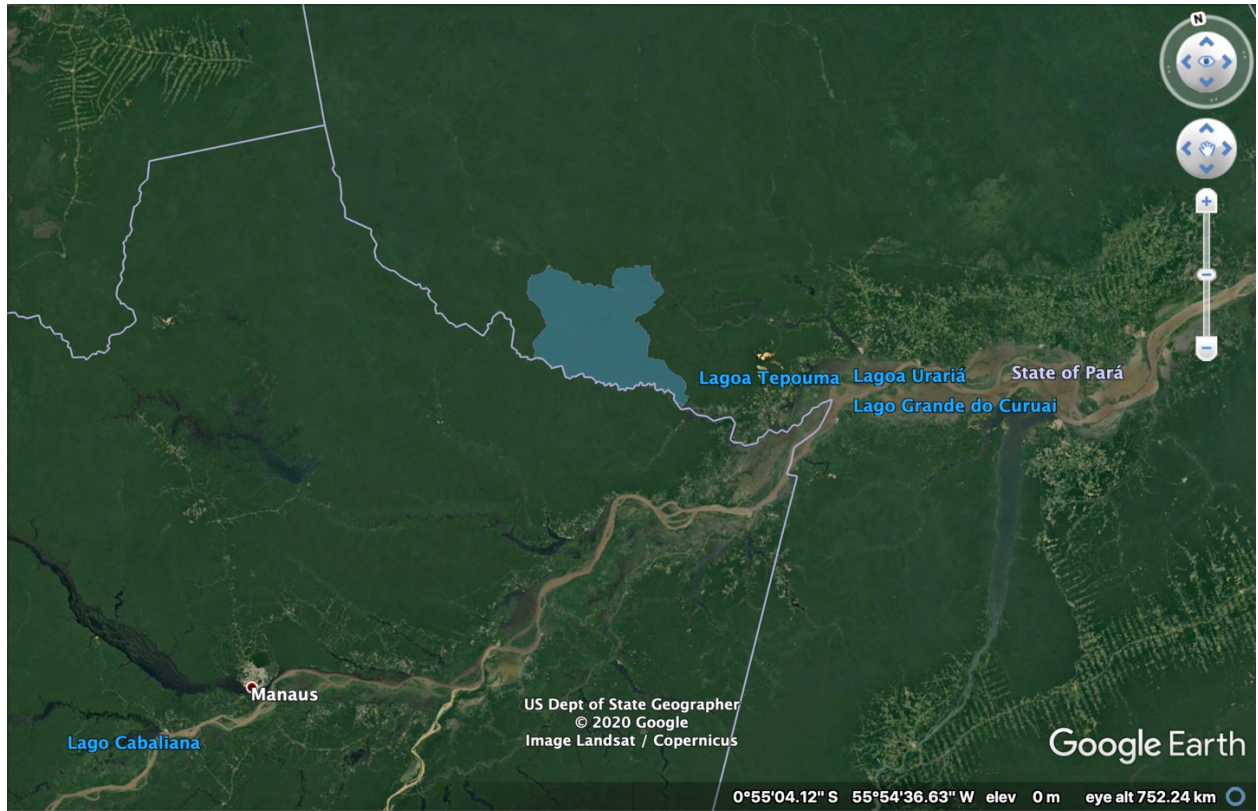 N
Lagoa Tepouma
Lagoa Urariá
State of Pará
Lago Grande do Curuai
Manaus
Lago Cabaliana
US Dept of State Geographer
© 2020 Google
Image Landsat / Copernicus
Google Earth
0°55'04.12" S 55°54'36.63" W elev 0 m eye alt 752.24 km